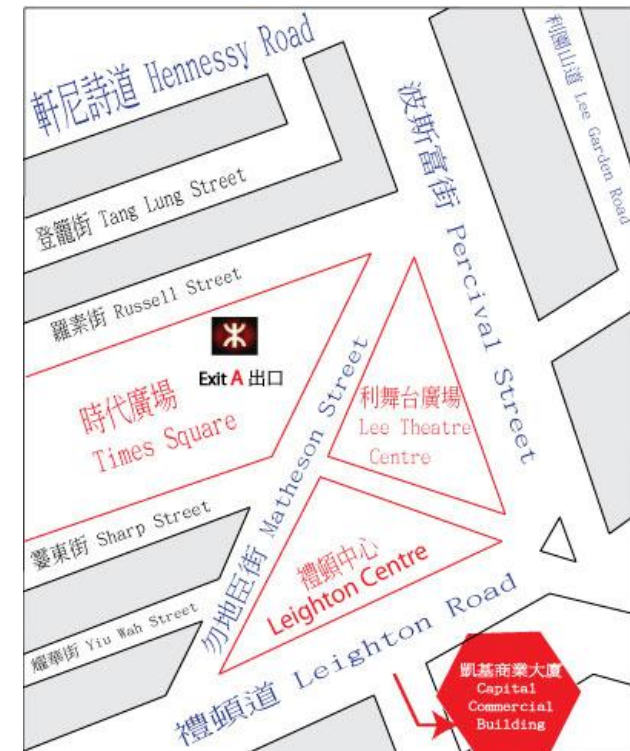 軒尼詩道 Hennessy Road
利園山道 Lee Garden Road
波斯富街 Percival Street
登龍街 Tang Lung Street
羅素街 Russell Street
Exit A 出口
時代廣場
Times Square
利舞台廣場
Lee Theatre
Centre
勿地臣街 Matheson Street
霎東街 Sharp Street
禮頓中心
Leighton Centre
耀華街 Yiu Wah Street
禮頓道 Leighton Road
凱基商業大廈
Capital
Commercial
Building